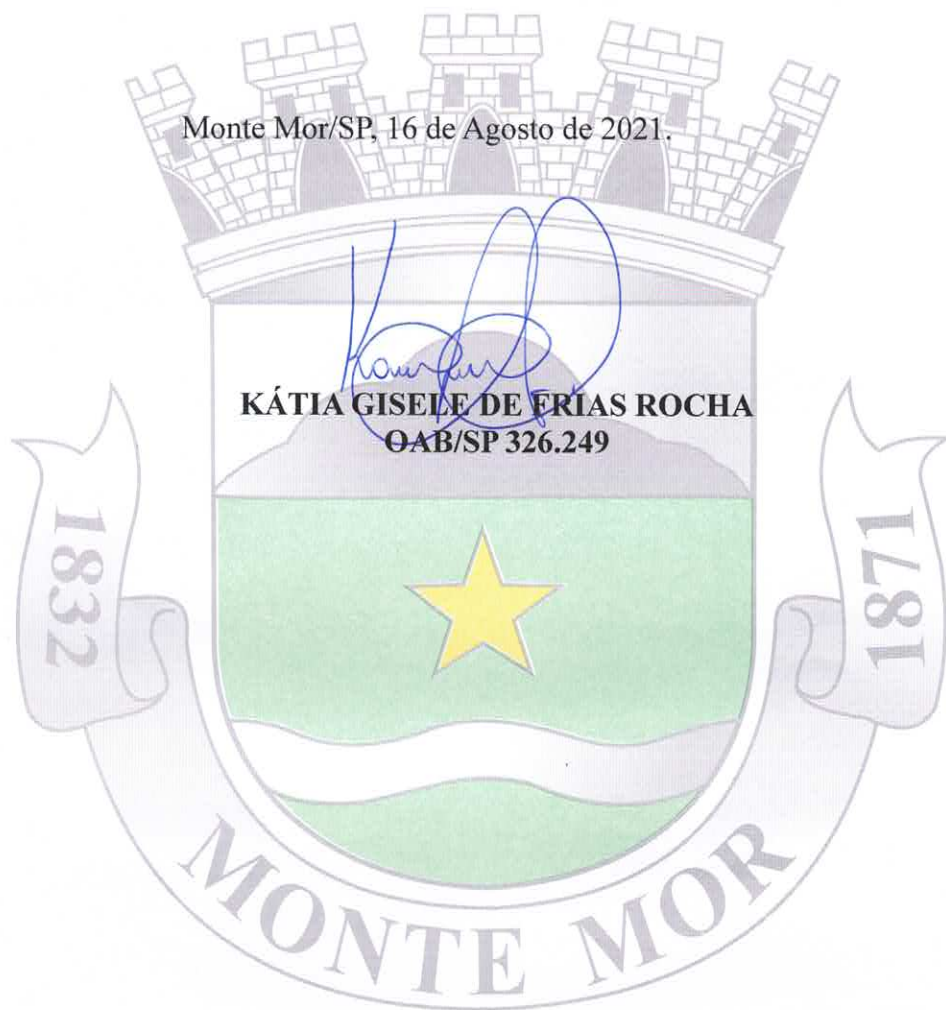 Monte Mor/SP, 16 de Agosto de 2021.
KÁTIA GISELE DE FRIAS ROCHA
OAB/SP 326.249
1832
1871
MONTE MOR